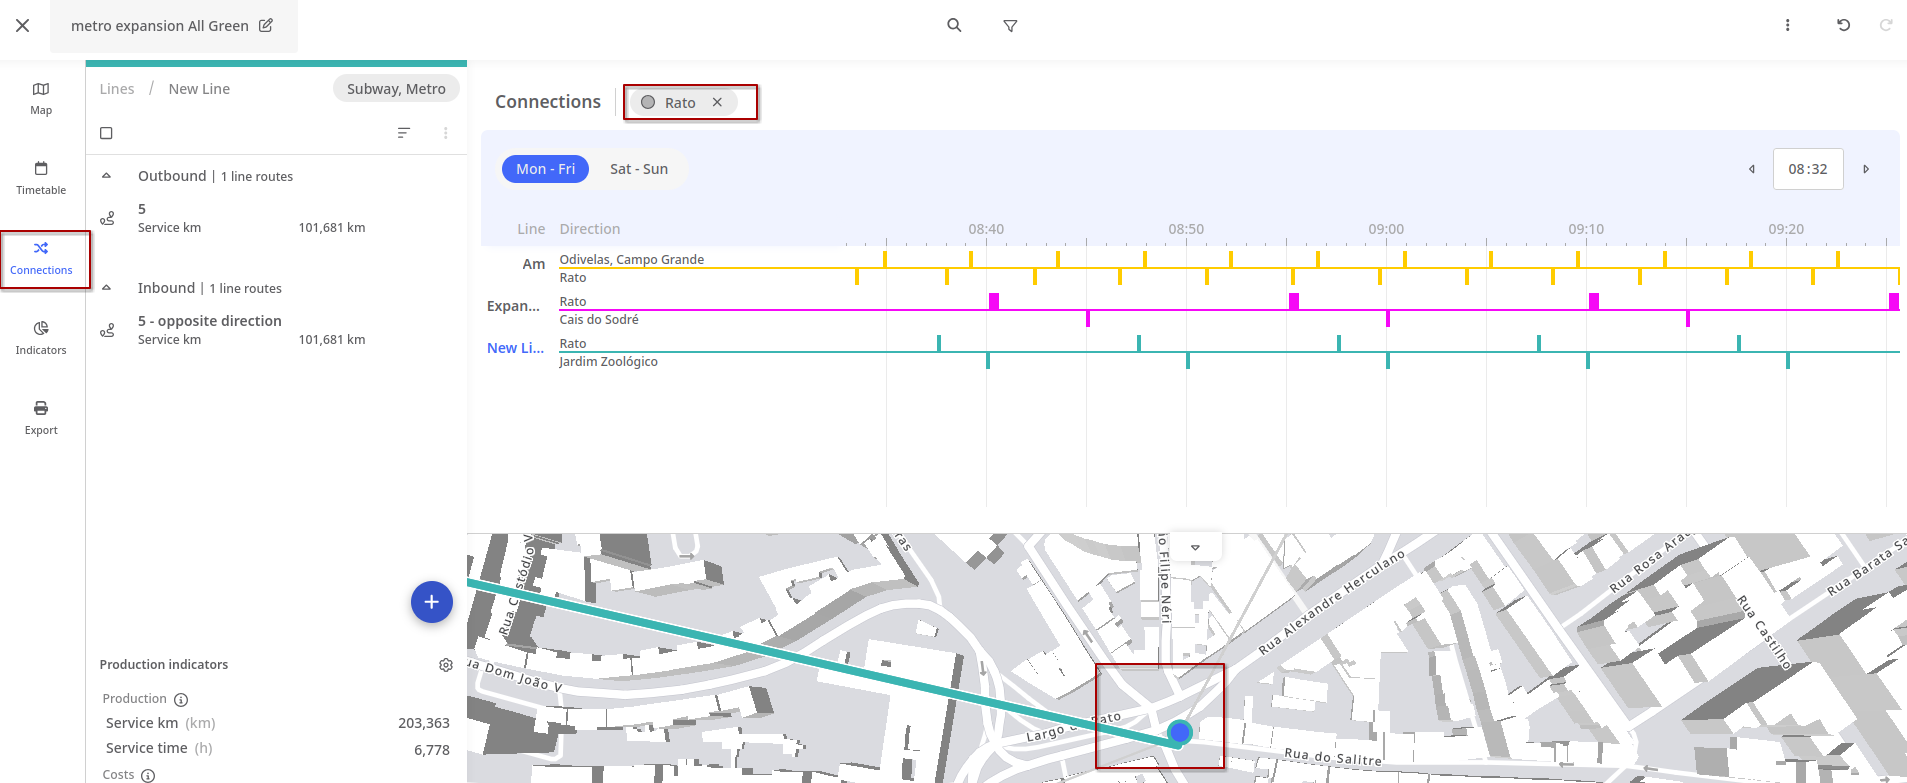 metro expansion All Green
Map
Timetable
Connections
Indicators
Export
Lines / New Line
Subway, Metro
Outbound | 1 line routes
5
Service km 101,681 km
Inbound | 1 line routes
5 - opposite direction
Service km 101,681 km
+
Production indicators
Production
Service km (km) 203,363
Service time (h) 6,778
Costs
Connections
Rato
Mon - Fri
Sat - Sun
08:32
Line Direction 08:40 08:50 09:00 09:10 09:20
Am
Odivelas, Campo Grande
Rato
Expan...
Rato
Cais do Sodré
New Li...
Rato
Jardim Zoológico
Filipe Néri
Rua Alexandre Herculano
Rua Rosa Ara
Rua Barata Sa
Rua Castilho
ua Dom João V
Largo
Rua do Salitre